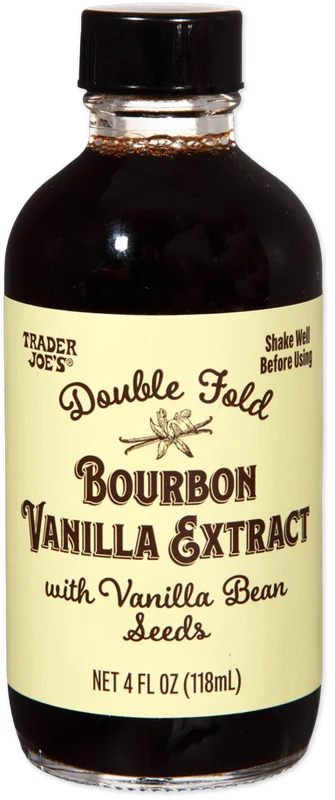 TRADER
JOE'S®
Shake Well
Before Using
Double Fold
BOURBON
VANILLA EXTRACT
with Vanilla Bean
Seeds
NET 4 FL OZ (118mL)